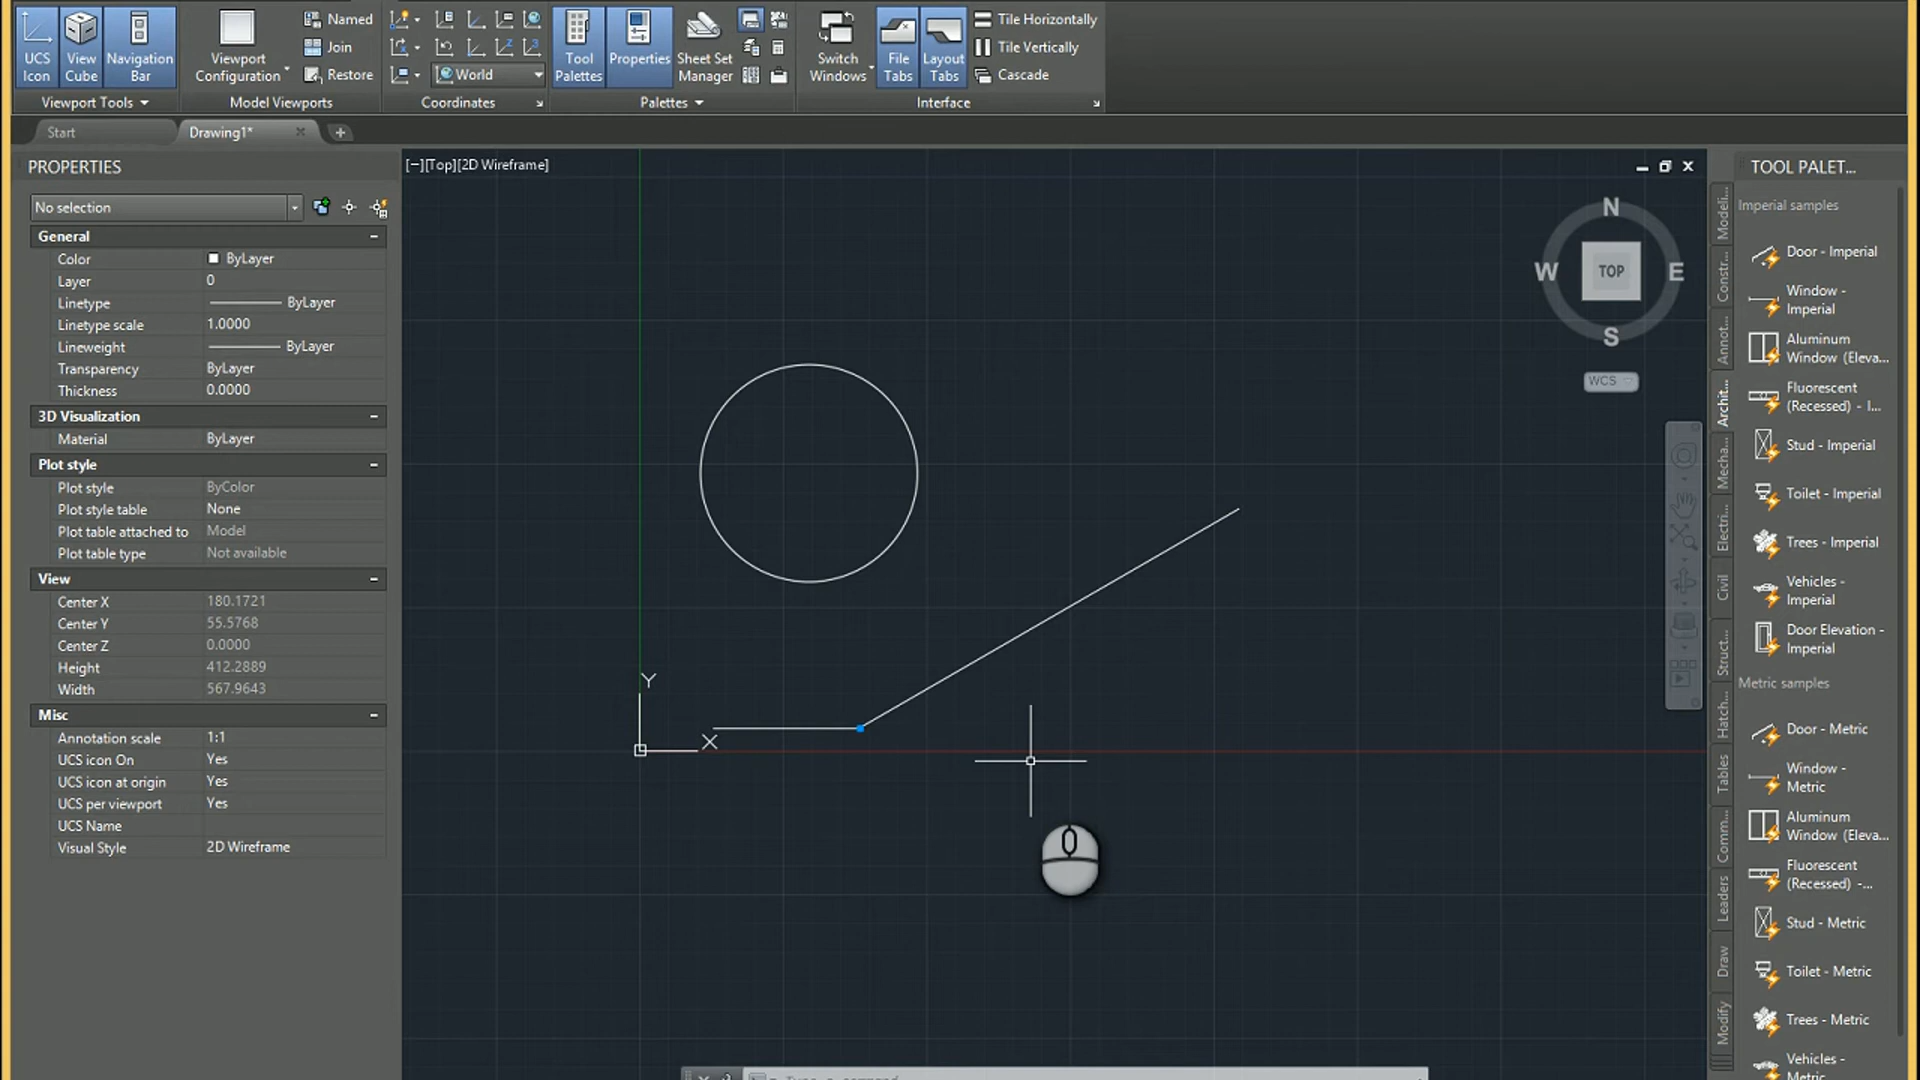 UCS
Icon
View
Cube
Navigation
Bar
Viewport Tools
Viewport
Configuration
Named
Join
Restore
Model Viewports
World
Coordinates
Tool
Palettes
Properties
Sheet Set
Manager
Palettes
Switch
Windows
File
Tabs
Layout
Tabs
Tile Horizontally
Tile Vertically
Cascade
Interface
Start
Drawing1*
PROPERTIES
No selection
General
Color ByLayer
Layer 0
Linetype ByLayer
Linetype scale 1.0000
Lineweight ByLayer
Transparency ByLayer
Thickness 0.0000
3D Visualization
Material ByLayer
Plot style
Plot style ByColor
Plot style table None
Plot table attached to Model
Plot table type Not available
View
Center X 180.1721
Center Y 55.5768
Center Z 0.0000
Height 412.2889
Width 567.9643
Misc
Annotation scale 1:1
UCS icon On Yes
UCS icon at origin Yes
UCS per viewport Yes
UCS Name
Visual Style 2D Wireframe
[−][Top][2D Wireframe]
Y
X
N
W TOP E
S
WCS
Modeli...
Constr...
Annot...
Archit...
Mecha...
Electri...
Civil
Struct...
Hatch...
Tables
Comm...
Leaders
Draw
Modify
TOOL PALET...
Imperial samples
Door - Imperial
Window -
Imperial
Aluminum
Window (Eleva...
Fluorescent
(Recessed) - I...
Stud - Imperial
Toilet - Imperial
Trees - Imperial
Vehicles -
Imperial
Door Elevation -
Imperial
Metric samples
Door - Metric
Window -
Metric
Aluminum
Window (Eleva...
Fluorescent
(Recessed) -...
Stud - Metric
Toilet - Metric
Trees - Metric
Vehicles -
Metric